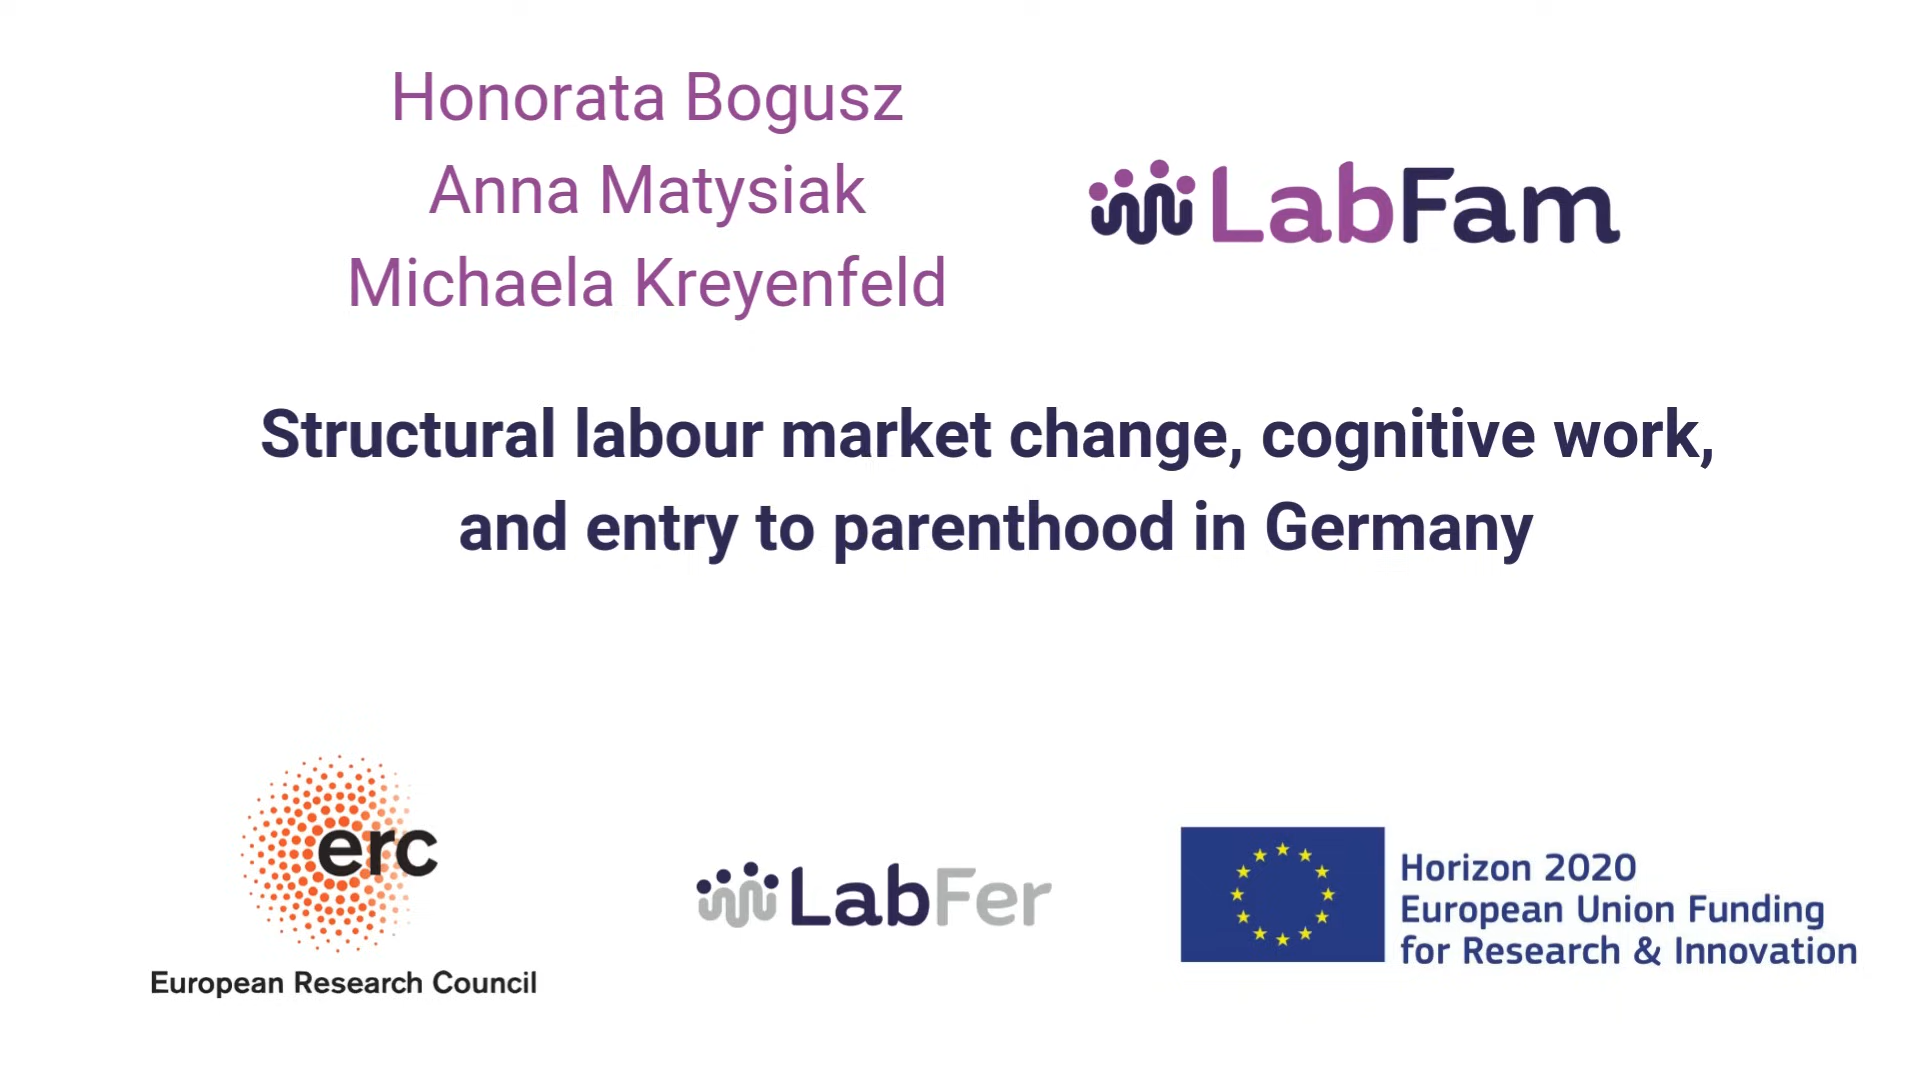 Honorata Bogusz
Anna Matysiak
Michaela Kreyenfeld
LabFam
Structural labour market change, cognitive work,
and entry to parenthood in Germany
erc
European Research Council
LabFer
Horizon 2020
European Union Funding
for Research & Innovation